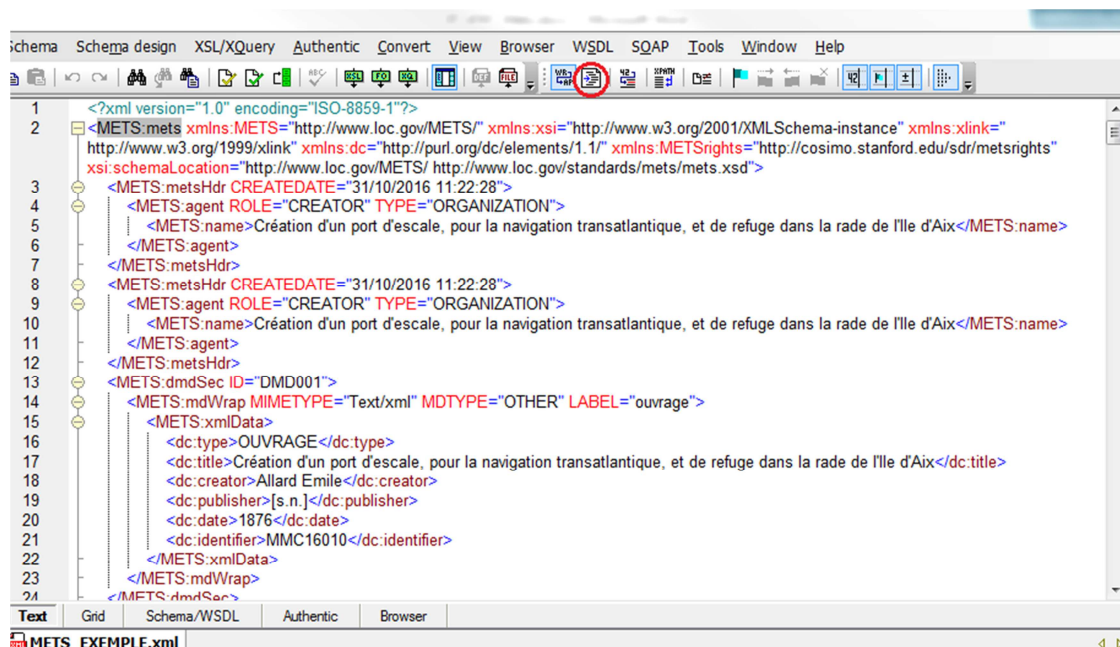 Schema Schema design XSL/XQuery Authentic Convert View Browser WSDL SOAP Tools Window Help
1 <?xml version="1.0" encoding="ISO-8859-1"?>
2 <METS:mets xmlns:METS="http://www.loc.gov/METS/" xmlns:xsi="http://www.w3.org/2001/XMLSchema-instance" xmlns:xlink="
http://www.w3.org/1999/xlink" xmlns:dc="http://purl.org/dc/elements/1.1/" xmlns:METSrights="http://cosimo.stanford.edu/sdr/metsrights"
xsi:schemaLocation="http://www.loc.gov/METS/ http://www.loc.gov/standards/mets/mets.xsd">
3 <METS:metsHdr CREATEDATE="31/10/2016 11:22:28">
4 <METS:agent ROLE="CREATOR" TYPE="ORGANIZATION">
5 <METS:name>Création d'un port d'escale, pour la navigation transatlantique, et de refuge dans la rade de l'Ile d'Aix</METS:name>
6 </METS:agent>
7 </METS:metsHdr>
8 <METS:metsHdr CREATEDATE="31/10/2016 11:22:28">
9 <METS:agent ROLE="CREATOR" TYPE="ORGANIZATION">
10 <METS:name>Création d'un port d'escale, pour la navigation transatlantique, et de refuge dans la rade de l'Ile d'Aix</METS:name>
11 </METS:agent>
12 </METS:metsHdr>
13 <METS:dmdSec ID="DMD001">
14 <METS:mdWrap MIMETYPE="Text/xml" MDTYPE="OTHER" LABEL="ouvrage">
15 <METS:xmlData>
16 <dc:type>OUVRAGE</dc:type>
17 <dc:title>Création d'un port d'escale, pour la navigation transatlantique, et de refuge dans la rade de l'Ile d'Aix</dc:title>
18 <dc:creator>Allard Emile</dc:creator>
19 <dc:publisher>[s.n.]</dc:publisher>
20 <dc:date>1876</dc:date>
21 <dc:identifier>MMC16010</dc:identifier>
22 </METS:xmlData>
23 </METS:mdWrap>
24 </METS:dmdSec>
Text Grid Schema/WSDL Authentic Browser
METS_EXEMPLE.xml